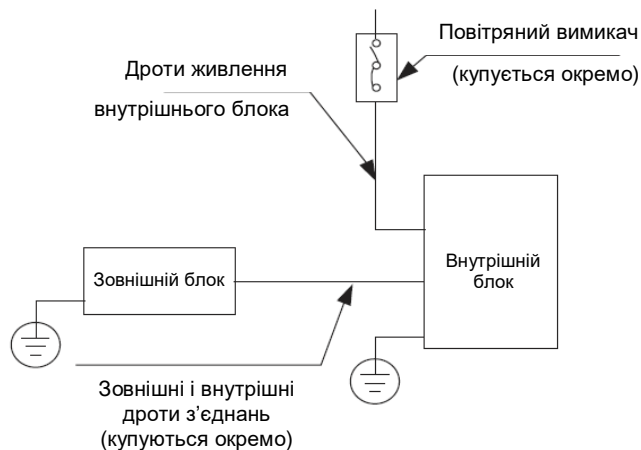 Повітряний вимикач
(купується окремо)
Дроти живлення
внутрішнього блока
Зовнішній блок
Внутрішній
блок
Зовнішні і внутрішні
дроти з’єднань
(купуються окремо)